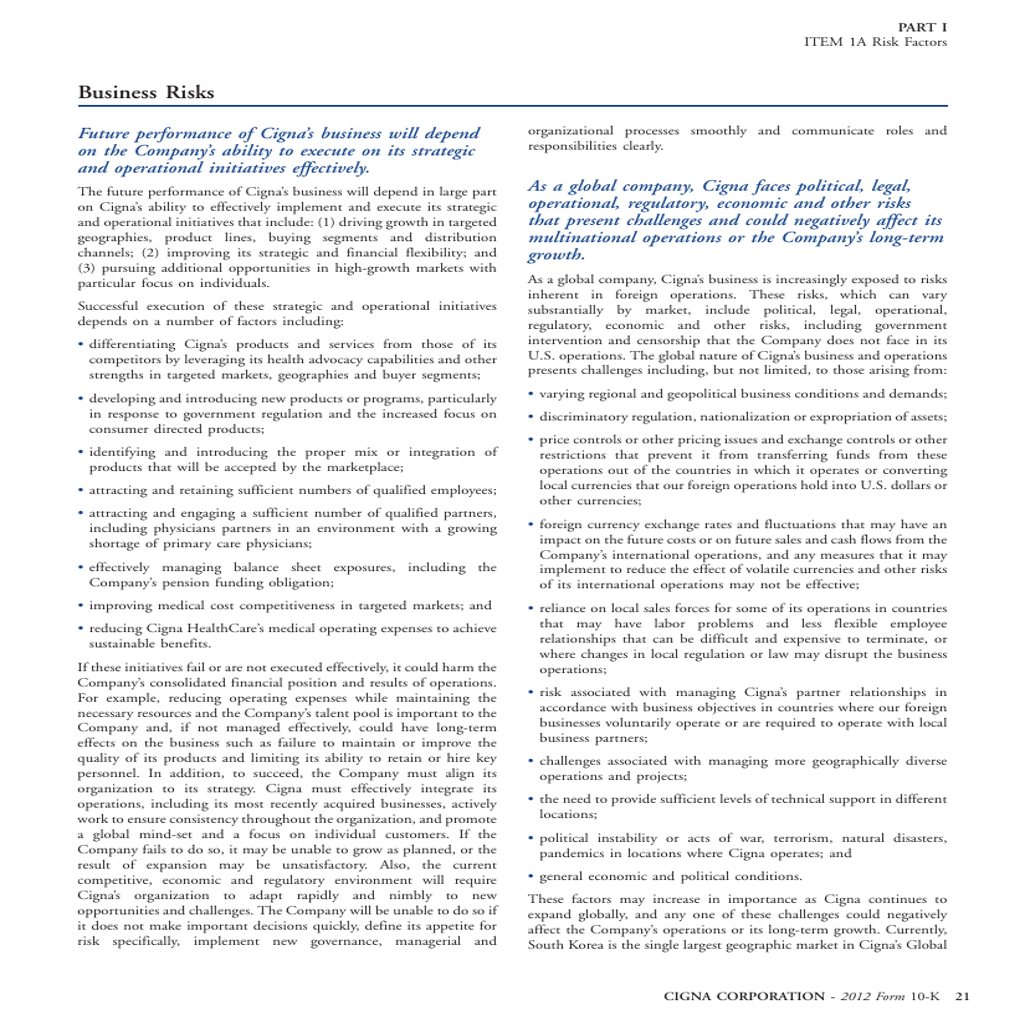 PART I
ITEM 1A Risk Factors
Business Risks
Future performance of Cigna's business will depend
on the Company's ability to execute on its strategic
and operational initiatives effectively.
The future performance of Cigna's business will depend in large part
on Cigna's ability to effectively implement and execute its strategic
and operational initiatives that include: (1) driving growth in targeted
geographies, product lines, buying segments and distribution
channels; (2) improving its strategic and financial flexibility; and
(3) pursuing additional opportunities in high-growth markets with
particular focus on individuals.
Successful execution of these strategic and operational initiatives
depends on a number of factors including:
• differentiating Cigna's products and services from those of its
competitors by leveraging its health advocacy capabilities and other
strengths in targeted markets, geographies and buyer segments;
• developing and introducing new products or programs, particularly
in response to government regulation and the increased focus on
consumer directed products;
• identifying and introducing the proper mix or integration of
products that will be accepted by the marketplace;
• attracting and retaining sufficient numbers of qualified employees;
• attracting and engaging a sufficient number of qualified partners,
including physicians partners in an environment with a growing
shortage of primary care physicians;
• effectively managing balance sheet exposures, including the
Company's pension funding obligation;
• improving medical cost competitiveness in targeted markets; and
• reducing Cigna HealthCare's medical operating expenses to achieve
sustainable benefits.
If these initiatives fail or are not executed effectively, it could harm the
Company's consolidated financial position and results of operations.
For example, reducing operating expenses while maintaining the
necessary resources and the Company's talent pool is important to the
Company and, if not managed effectively, could have long-term
effects on the business such as failure to maintain or improve the
quality of its products and limiting its ability to retain or hire key
personnel. In addition, to succeed, the Company must align its
organization to its strategy. Cigna must effectively integrate its
operations, including its most recently acquired businesses, actively
work to ensure consistency throughout the organization, and promote
a global mind-set and a focus on individual customers. If the
Company fails to do so, it may be unable to grow as planned, or the
result of expansion may be unsatisfactory. Also, the current
competitive, economic and regulatory environment will require
Cigna's organization to adapt rapidly and nimbly to new
opportunities and challenges. The Company will be unable to do so if
it does not make important decisions quickly, define its appetite for
risk specifically, implement new governance, managerial and
organizational processes smoothly and communicate roles and
responsibilities clearly.
As a global company, Cigna faces political, legal,
operational, regulatory, economic and other risks
that present challenges and could negatively affect its
multinational operations or the Company's long-term
growth.
As a global company, Cigna's business is increasingly exposed to risks
inherent in foreign operations. These risks, which can vary
substantially by market, include political, legal, operational,
regulatory, economic and other risks, including government
intervention and censorship that the Company does not face in its
U.S. operations. The global nature of Cigna's business and operations
presents challenges including, but not limited, to those arising from:
• varying regional and geopolitical business conditions and demands;
• discriminatory regulation, nationalization or expropriation of assets;
• price controls or other pricing issues and exchange controls or other
restrictions that prevent it from transferring funds from these
operations out of the countries in which it operates or converting
local currencies that our foreign operations hold into U.S. dollars or
other currencies;
• foreign currency exchange rates and fluctuations that may have an
impact on the future costs or on future sales and cash flows from the
Company's international operations, and any measures that it may
implement to reduce the effect of volatile currencies and other risks
of its international operations may not be effective;
• reliance on local sales forces for some of its operations in countries
that may have labor problems and less flexible employee
relationships that can be difficult and expensive to terminate, or
where changes in local regulation or law may disrupt the business
operations;
• risk associated with managing Cigna's partner relationships in
accordance with business objectives in countries where our foreign
businesses voluntarily operate or are required to operate with local
business partners;
• challenges associated with managing more geographically diverse
operations and projects;
• the need to provide sufficient levels of technical support in different
locations;
• political instability or acts of war, terrorism, natural disasters,
pandemics in locations where Cigna operates; and
• general economic and political conditions.
These factors may increase in importance as Cigna continues to
expand globally, and any one of these challenges could negatively
affect the Company's operations or its long-term growth. Currently,
South Korea is the single largest geographic market in Cigna's Global
CIGNA CORPORATION - 2012 Form 10-K 21